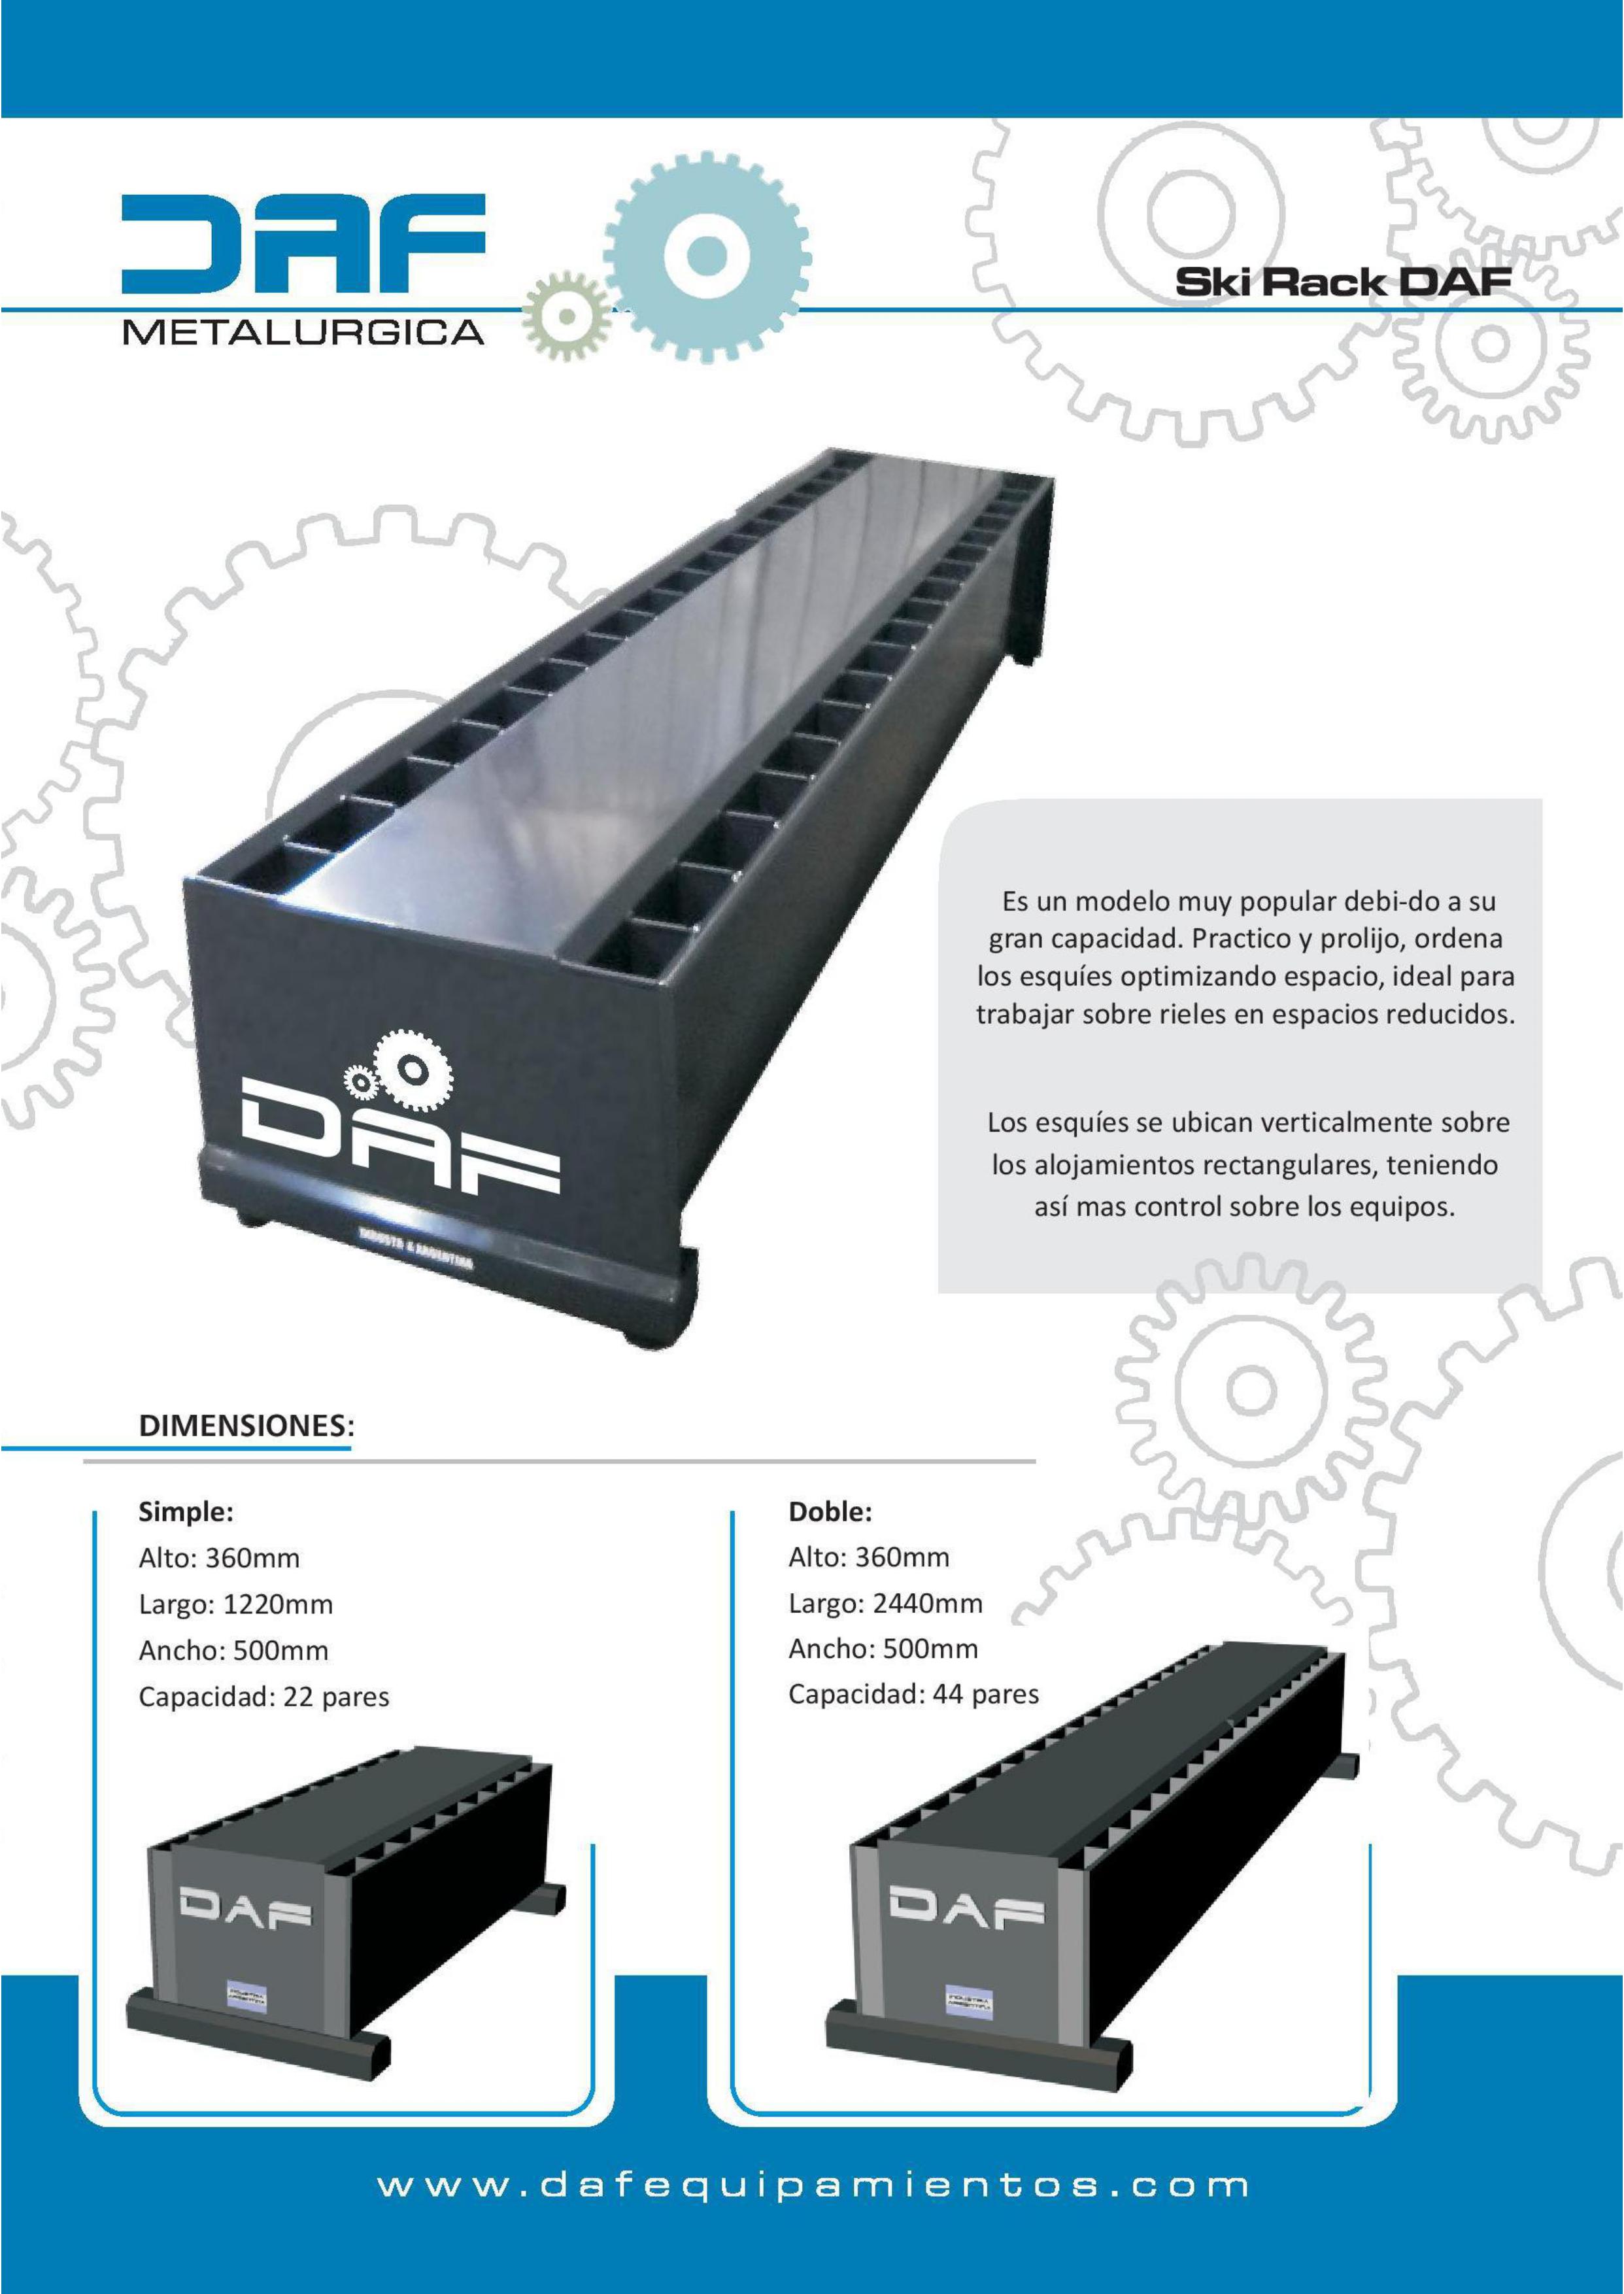 DAF
METALURGICA
Ski Rack DAF
Es un modelo muy popular debi-do a su
gran capacidad. Practico y prolijo, ordena
los esquíes optimizando espacio, ideal para
trabajar sobre rieles en espacios reducidos.
Los esquíes se ubican verticalmente sobre
los alojamientos rectangulares, teniendo
así mas control sobre los equipos.
DAF
DIMENSIONES:
Simple:
Alto: 360mm
Largo: 1220mm
Ancho: 500mm
Capacidad: 22 pares
Doble:
Alto: 360mm
Largo: 2440mm
Ancho: 500mm
Capacidad: 44 pares
DAF
DAF
INDUSTRIA
ARGENTINA
www.dafequipamientos.com